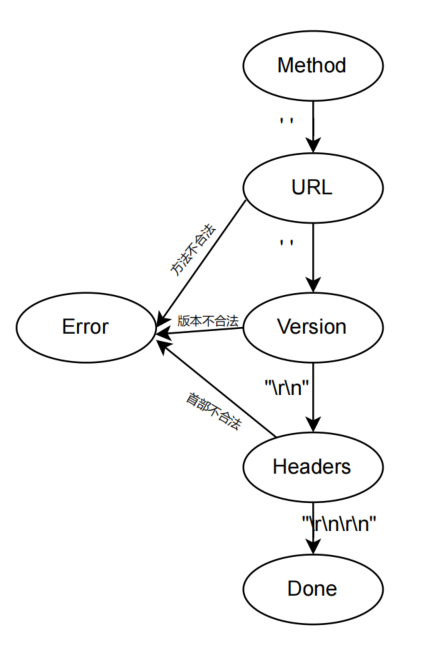 Method
' '
URL
方法不合法
' '
Error
版本不合法
Version
"\r\n"
首部不合法
Headers
"\r\n\r\n"
Done